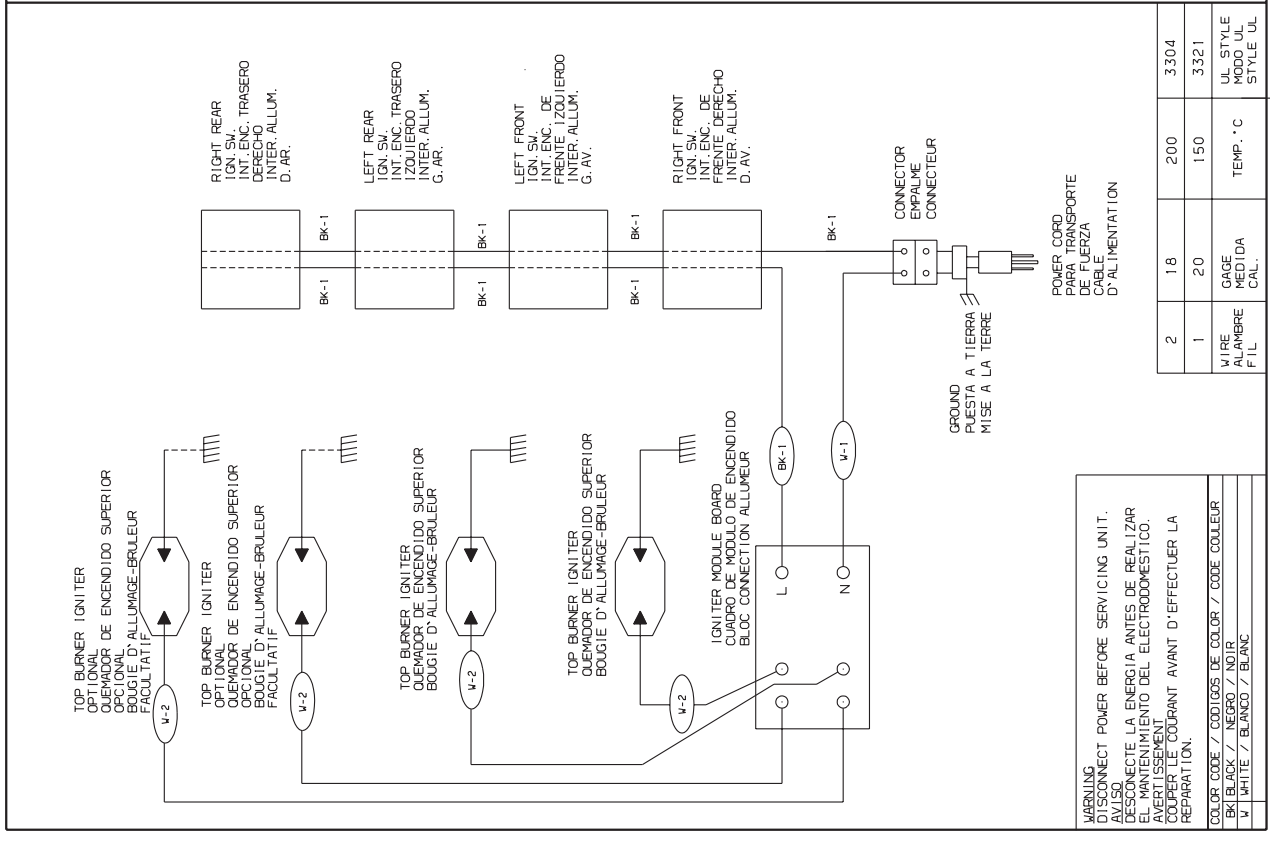 TOP BURNER IGNITER
OPTIONAL
QUEMADOR DE ENCENDIDO SUPERIOR
OPCIONAL
BOUGIE D`ALLUMAGE-BRULEUR
FACULTATIF
W-2
TOP BURNER IGNITER
OPTIONAL
QUEMADOR DE ENCENDIDO SUPERIOR
OPCIONAL
BOUGIE D`ALLUMAGE-BRULEUR
FACULTATIF
W-2
TOP BURNER IGNITER
QUEMADOR DE ENCENDIDO SUPERIOR
BOUGIE D`ALLUMAGE-BRULEUR
W-2
TOP BURNER IGNITER
QUEMADOR DE ENCENDIDO SUPERIOR
BOUGIE D`ALLUMAGE-BRULEUR
W-2
IGNITER MODULE BOARD
CUADRO DE MODULO DE ENCENDIDO
BLOC CONNECTION ALLUMEUR
L
N
BK-1
W-1
RIGHT REAR
IGN. SW.
INT. ENC. TRASERO
DERECHO
INTER. ALLUM.
D. AR.
BK-1
BK-1
LEFT REAR
IGN. SW.
INT. ENC. TRASERO
IZQUIERDO
INTER. ALLUM.
G. AR.
BK-1
BK-1
LEFT FRONT
IGN. SW.
INT. ENC. DE
FRENTE IZQUIERDO
INTER. ALLUM.
G. AV.
BK-1
BK-1
RIGHT FRONT
IGN. SW.
INT. ENC. DE
FRENTE DERECHO
INTER. ALLUM.
D. AV.
BK-1
CONNECTOR
EMPALME
CONNECTEUR
GROUND
PUESTA A TIERRA
MISE A LA TERRE
POWER CORD
PARA TRANSPORTE
DE FUERZA
CABLE
D`ALIMENTATION
WARNING
DISCONNECT POWER BEFORE SERVICING UNIT.
AVISO
DESCONECTE LA ENERGIA ANTES DE REALIZAR
EL MANTENIMIENTO DEL ELECTRODOMESTICO.
AVERTISSEMENT
COUPER LE COURANT AVANT D'EFFECTUER LA
REPARATION.
COLOR CODE / CODIGOS DE COLOR / CODE COULEUR
BK BLACK / NEGRO / NOIR
W WHITE / BLANCO / BLANC
2 18 200 3304
1 20 150 3321
WIRE GAGE TEMP.°C UL STYLE
ALAMBRE MEDIDA MODO UL
FIL CAL. STYLE UL